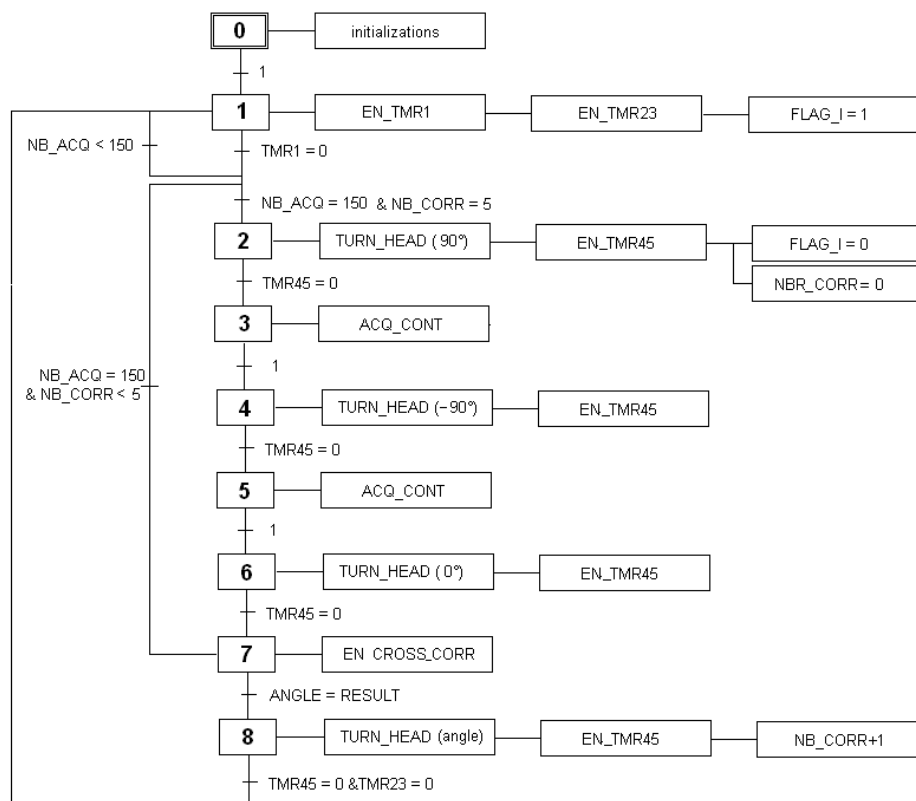 0
initializations
1
1
EN_TMR1
EN_TMR23
FLAG_I = 1
NB_ACQ < 150
TMR1 = 0
NB_ACQ = 150 & NB_CORR = 5
2
TURN_HEAD ( 90°)
EN_TMR45
FLAG_I = 0
NBR_CORR = 0
TMR45 = 0
3
ACQ_CONT
1
NB_ACQ = 150
& NB_CORR < 5
4
TURN_HEAD (– 90°)
EN_TMR45
TMR45 = 0
5
ACQ_CONT
1
6
TURN_HEAD ( 0°)
EN_TMR45
TMR45 = 0
7
EN CROSS_CORR
ANGLE = RESULT
8
TURN_HEAD (angle)
EN_TMR45
NB_CORR+1
TMR45 = 0 &TMR23 = 0